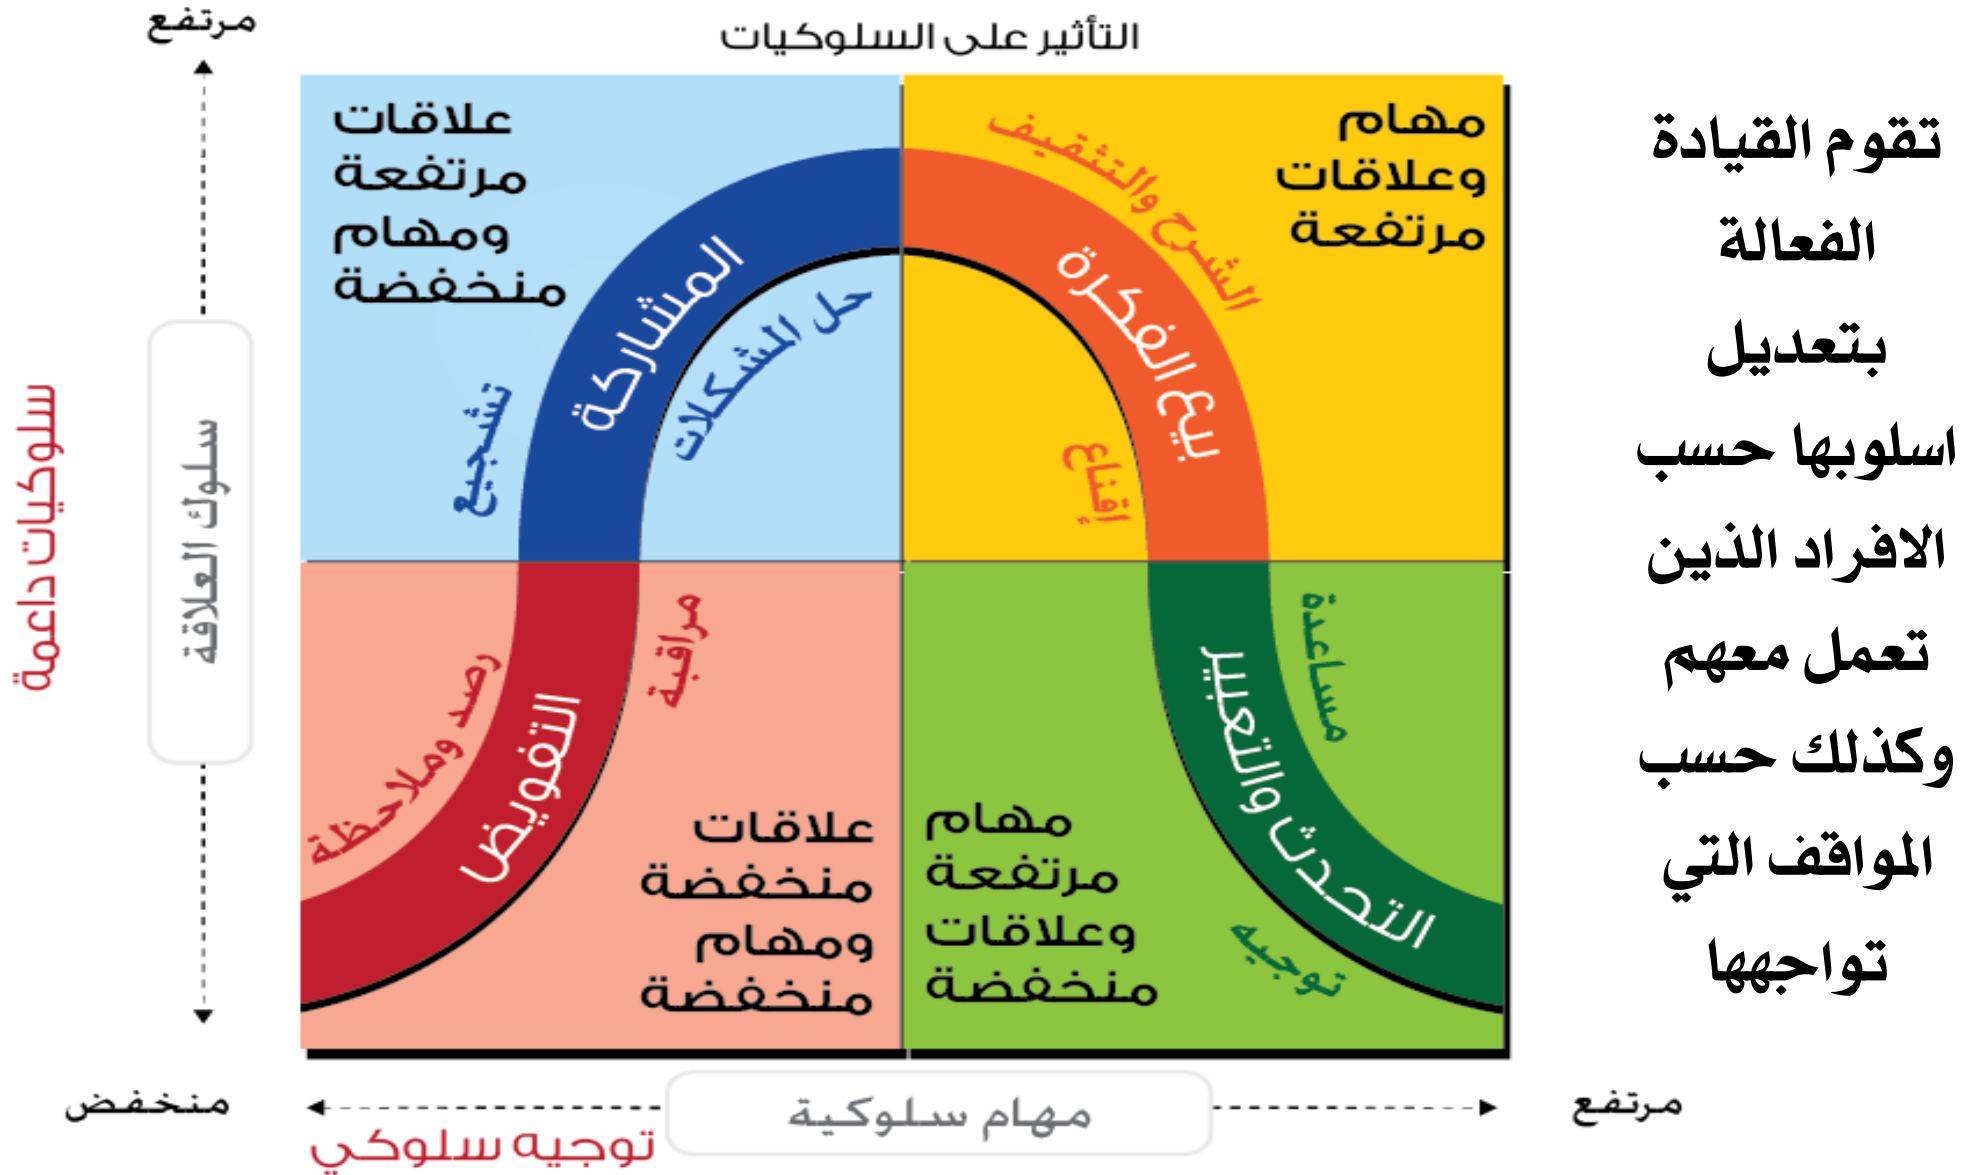 التأثير على السلوكيات
مرتفع
مهام
وعلاقات
مرتفعة
الشرح والتثقيف
بيع الفكرة
إقناع
علاقات
مرتفعة
ومهام
منخفضة
المشاركة
حل المشكلات
تشجيع
مساعدة
التحدث والتعبير
توجيه
مهام
مرتفعة
وعلاقات
منخفضة
مراقبة
التفويض
رصد وملاحظة
علاقات
منخفضة
ومهام
منخفضة
سلوك العلاقة
سلوكيات داعمة
مرتفع
مهام سلوكية
منخفض
توجيه سلوكي
تقوم القيادة
الفعالة
بتعديل
اسلوبها حسب
الافراد الذين
تعمل معهم
وكذلك حسب
المواقف التي
تواجهها